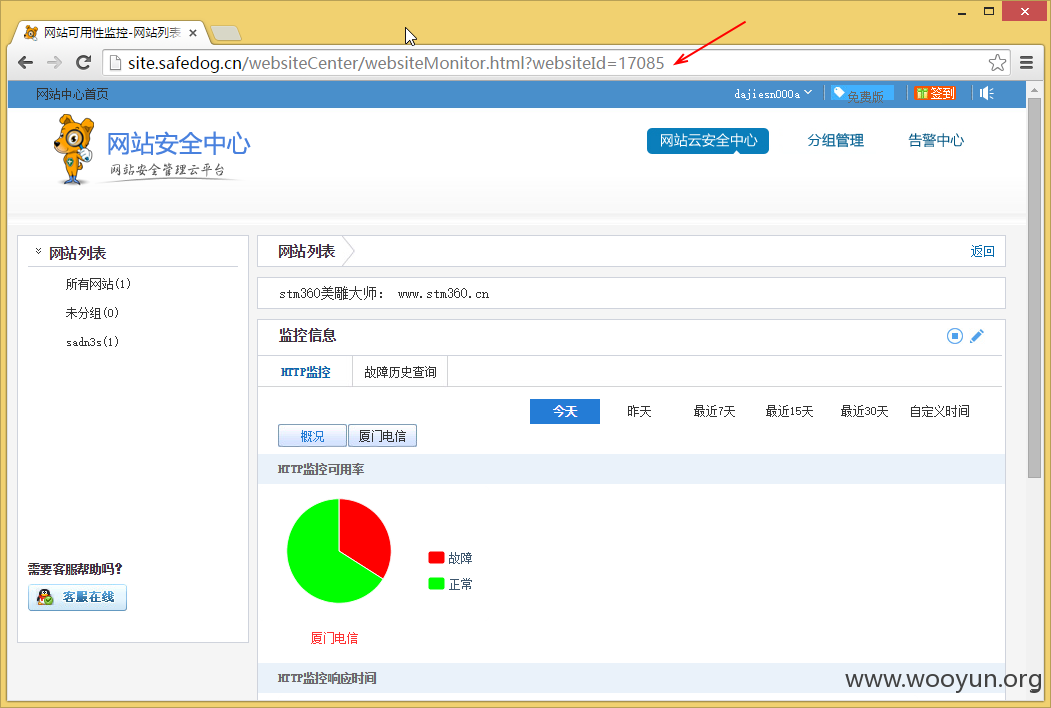 网站可用性监控-网站列表
site.safedog.cn/websiteCenter/websiteMonitor.html?websiteId=17085
网站中心首页
dajiesn000a
免费版
签到
网站安全中心
网站安全管理云平台
网站云安全中心
分组管理
告警中心
网站列表
所有网站(1)
未分组(0)
sadn3s(1)
需要客服帮助吗?
客服在线
网站列表
返回
stm360美雕大师: www.stm360.cn
监控信息
HTTP监控
故障历史查询
今天
昨天
最近7天
最近15天
最近30天
自定义时间
概况
厦门电信
HTTP监控可用率
故障
正常
厦门电信
HTTP监控响应时间
www.wooyun.org